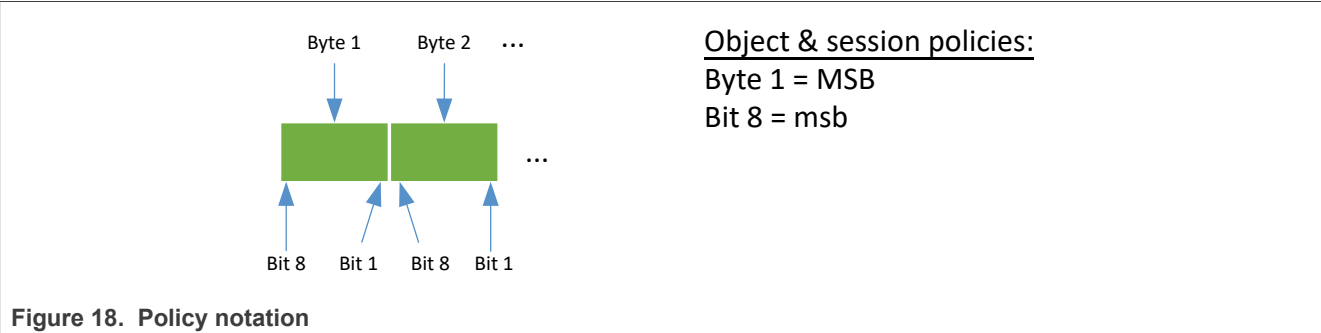 Byte 1 Byte 2 ...
Object & session policies:
Byte 1 = MSB
Bit 8 = msb
...
Bit 8 Bit 1 Bit 8 Bit 1
Figure 18. Policy notation